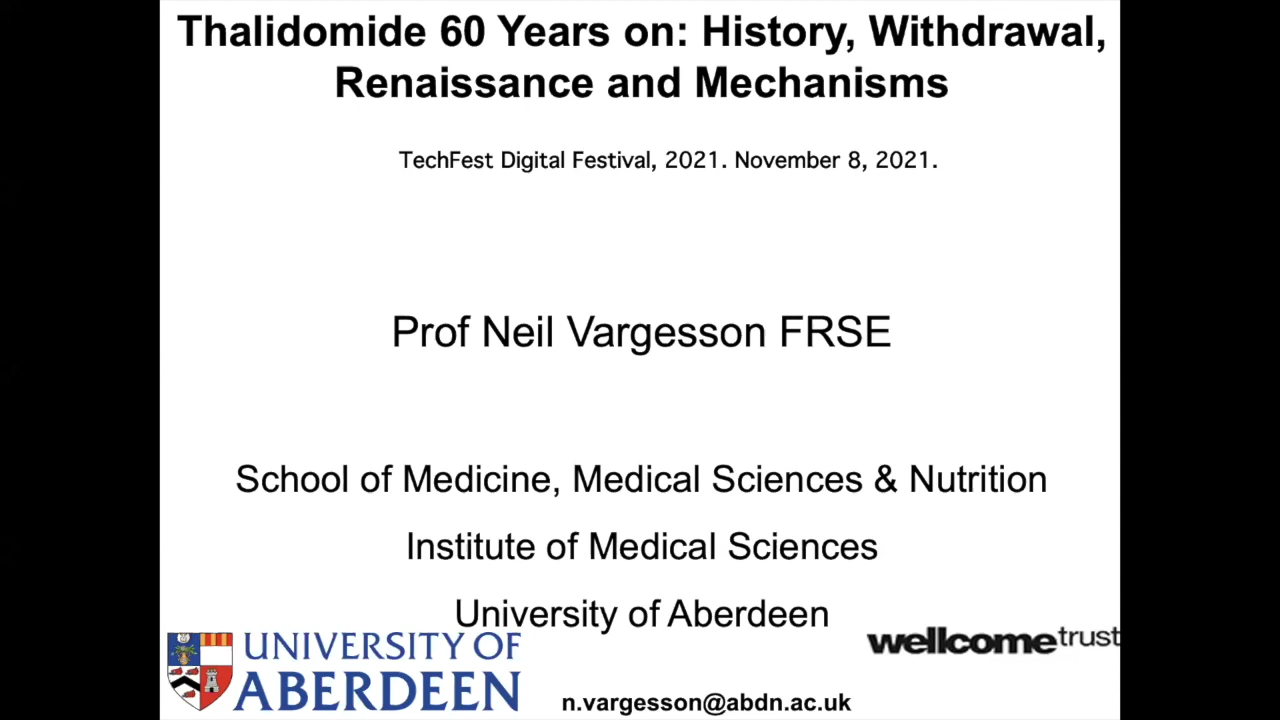 Thalidomide 60 Years on: History, Withdrawal,
Renaissance and Mechanisms
TechFest Digital Festival, 2021. November 8, 2021.
Prof Neil Vargesson FRSE
School of Medicine, Medical Sciences & Nutrition
Institute of Medical Sciences
University of Aberdeen
UNIVERSITY OF
ABERDEEN
wellcome trust
n.vargesson@abdn.ac.uk